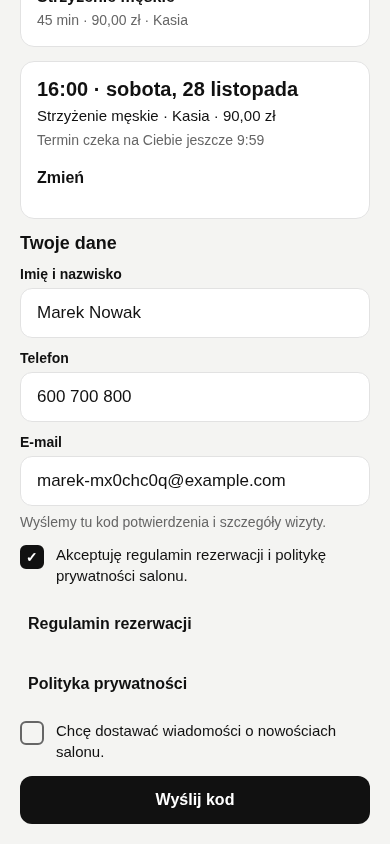 Strzyżenie męskie
45 min · 90,00 zł · Kasia
16:00 · sobota, 28 listopada
Strzyżenie męskie · Kasia · 90,00 zł
Termin czeka na Ciebie jeszcze 9:59
Zmień
Twoje dane
Imię i nazwisko
Marek Nowak
Telefon
600 700 800
E-mail
marek-mx0chc0q@example.com
Wyślemy tu kod potwierdzenia i szczegóły wizyty.
Akceptuję regulamin rezerwacji i politykę
prywatności salonu.
Regulamin rezerwacji
Polityka prywatności
Chcę dostawać wiadomości o nowościach
salonu.
Wyślij kod